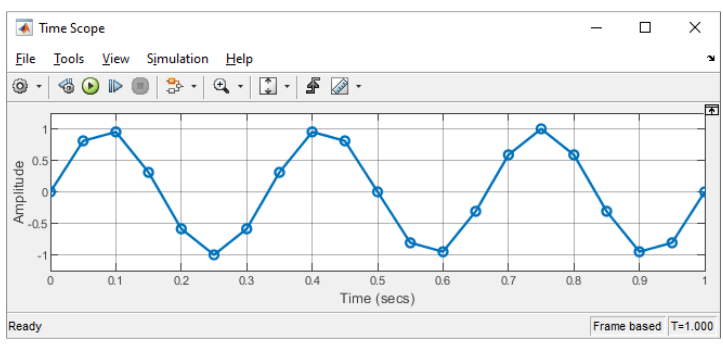 Time Scope
File Tools View Simulation Help
1
0.5
0
-0.5
-1
Amplitude
0 0.1 0.2 0.3 0.4 0.5 0.6 0.7 0.8 0.9 1
Time (secs)
Ready Frame based T=1.000